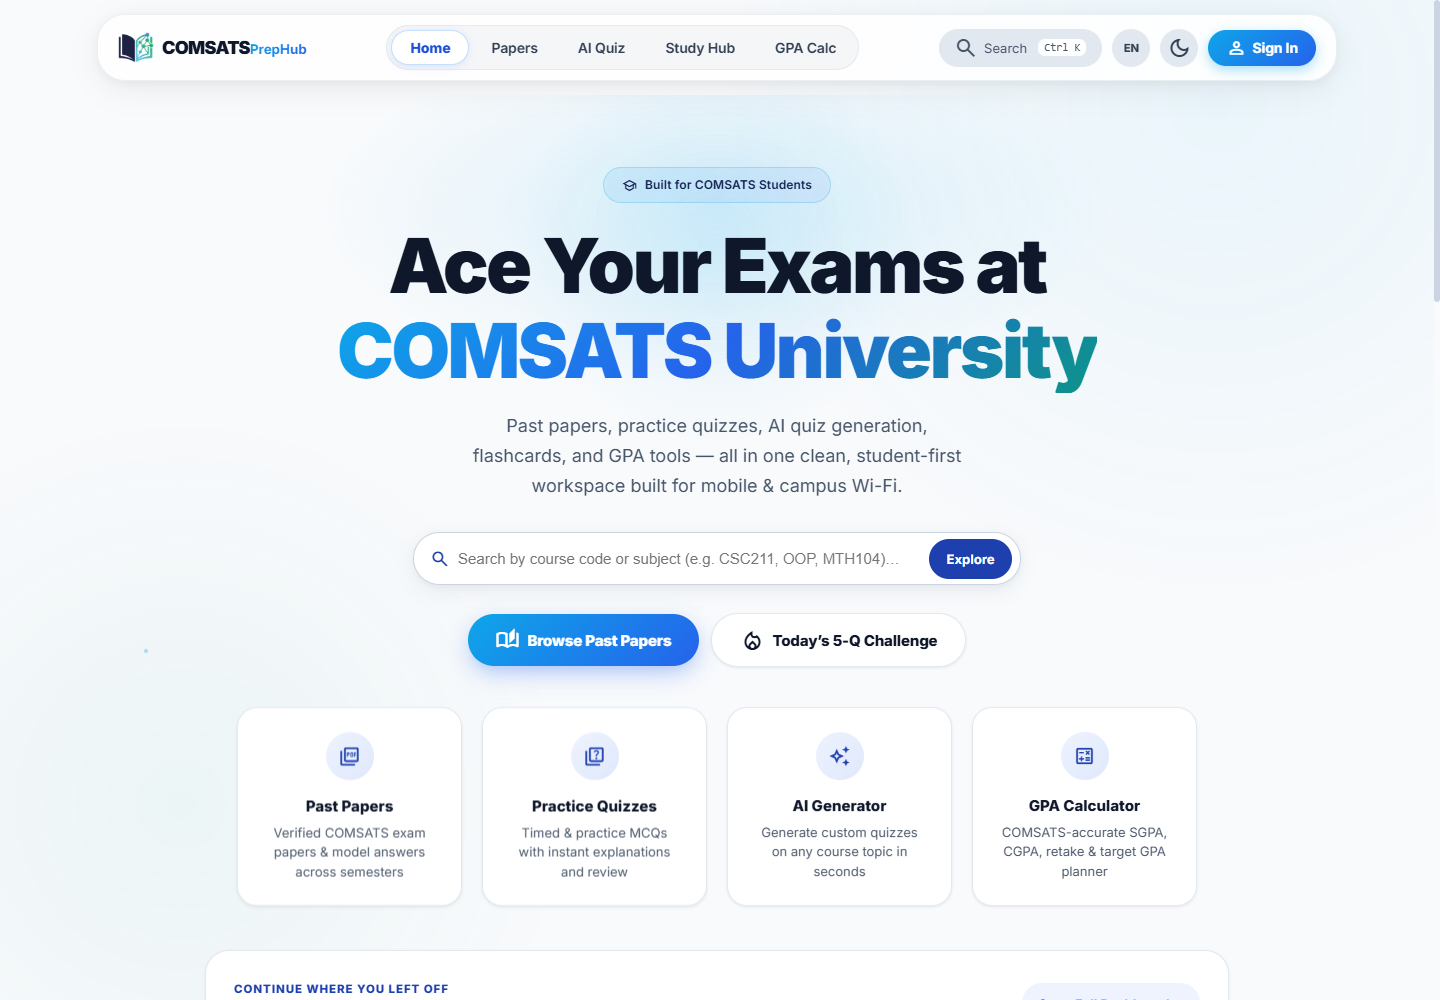 COMSATSPrepHub
Home
Papers
AI Quiz
Study Hub
GPA Calc
Search
Ctrl K
EN
Sign In
Built for COMSATS Students
Ace Your Exams at
COMSATS University
Past papers, practice quizzes, AI quiz generation,
flashcards, and GPA tools — all in one clean, student-first
workspace built for mobile & campus Wi-Fi.
Search by course code or subject (e.g. CSC211, OOP, MTH104)...
Explore
Browse Past Papers
Today's 5-Q Challenge
PDF
Past Papers
Verified COMSATS exam
papers & model answers
across semesters
Practice Quizzes
Timed & practice MCQs
with instant explanations
and review
AI Generator
Generate custom quizzes
on any course topic in
seconds
GPA Calculator
COMSATS-accurate SGPA,
CGPA, retake & target GPA
planner
CONTINUE WHERE YOU LEFT OFF